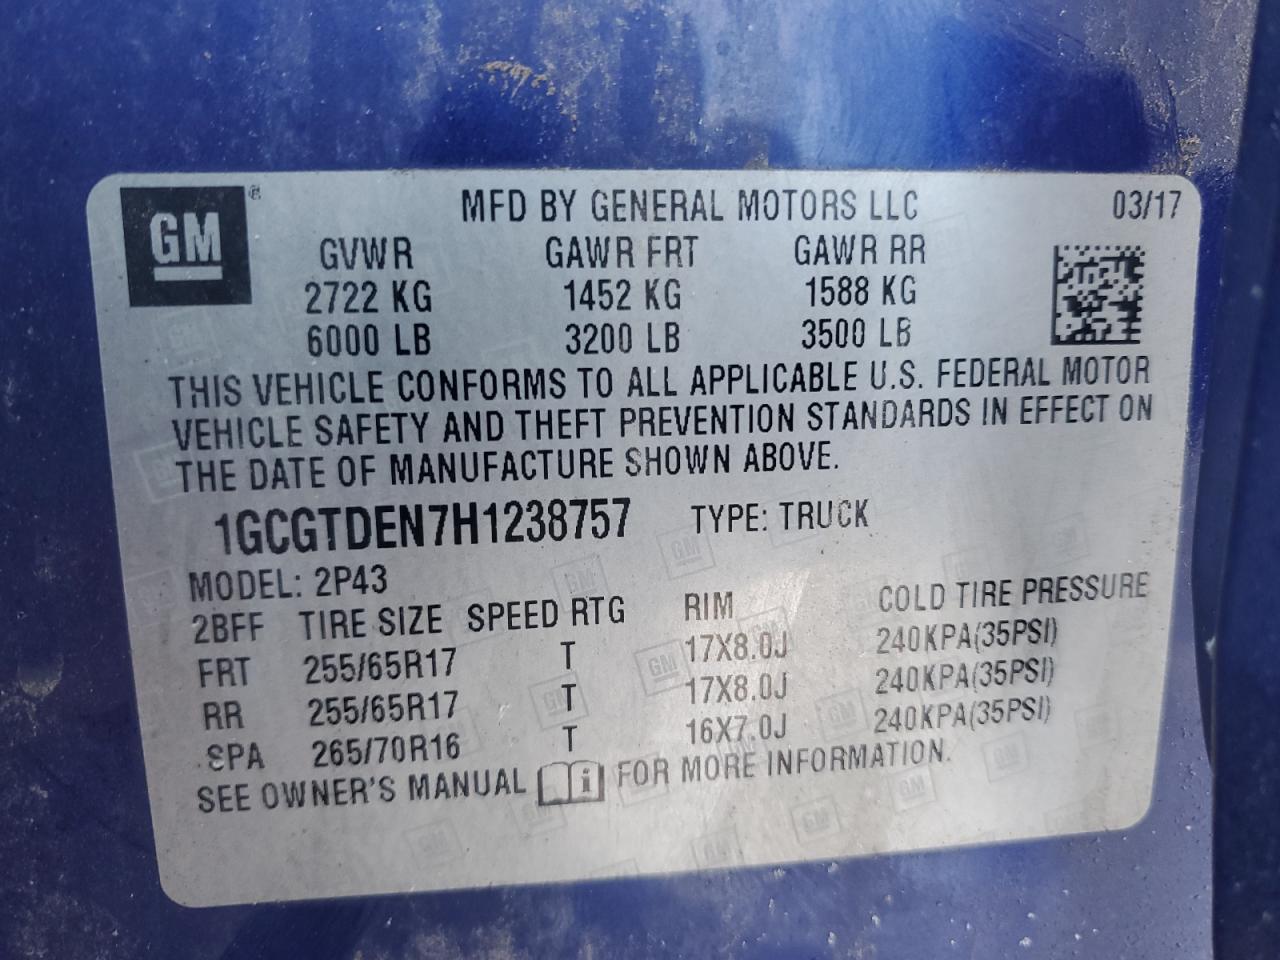 GM ®
MFD BY GENERAL MOTORS LLC 03/17
GVWR GAWR FRT GAWR RR
2722 KG 1452 KG 1588 KG
6000 LB 3200 LB 3500 LB
THIS VEHICLE CONFORMS TO ALL APPLICABLE U.S. FEDERAL MOTOR
VEHICLE SAFETY AND THEFT PREVENTION STANDARDS IN EFFECT ON
THE DATE OF MANUFACTURE SHOWN ABOVE.
1GCGTDEN7H1238757 TYPE: TRUCK
MODEL: 2P43
2BFF TIRE SIZE SPEED RTG RIM COLD TIRE PRESSURE
FRT 255/65R17 T 17X8.0J 240KPA(35PSI)
RR 255/65R17 T 17X8.0J 240KPA(35PSI)
SPA 265/70R16 T 16X7.0J 240KPA(35PSI)
SEE OWNER'S MANUAL i FOR MORE INFORMATION.